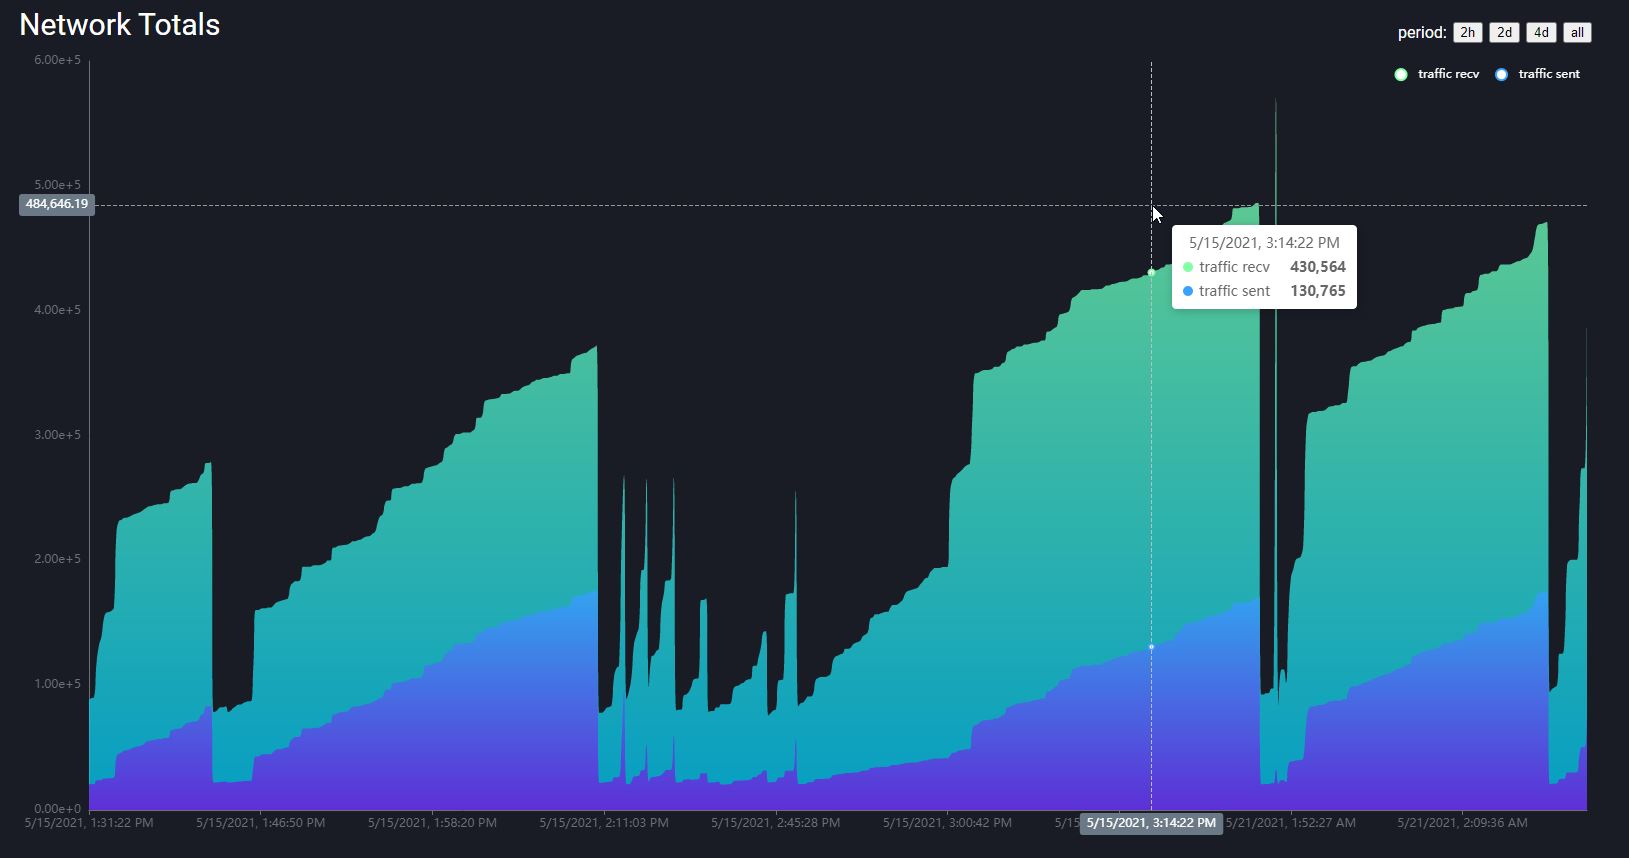 Network Totals
period: 2h 2d 4d all
traffic recv traffic sent
6.00e+5
5.00e+5
484,646.19
4.00e+5
3.00e+5
2.00e+5
1.00e+5
0.00e+0
5/15/2021, 3:14:22 PM
traffic recv 430,564
traffic sent 130,765
5/15/2021, 1:31:22 PM 5/15/2021, 1:46:50 PM 5/15/2021, 1:58:20 PM 5/15/2021, 2:11:03 PM 5/15/2021, 2:45:28 PM 5/15/2021, 3:00:42 PM 5/15/2021, 3:14:22 PM 5/21/2021, 1:52:27 AM 5/21/2021, 2:09:36 AM